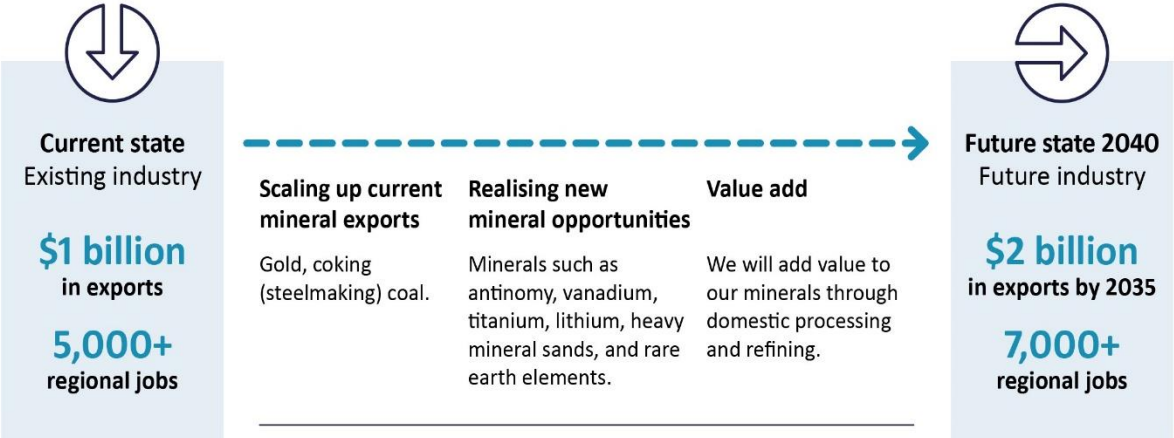 Current state
Existing industry
$1 billion
in exports
5,000+
regional jobs
Scaling up current
mineral exports
Gold, coking
(steelmaking) coal.
Realising new
mineral opportunities
Minerals such as
antinomy, vanadium,
titanium, lithium, heavy
mineral sands, and rare
earth elements.
Value add
We will add value to
our minerals through
domestic processing
and refining.
Future state 2040
Future industry
$2 billion
in exports by 2035
7,000+
regional jobs